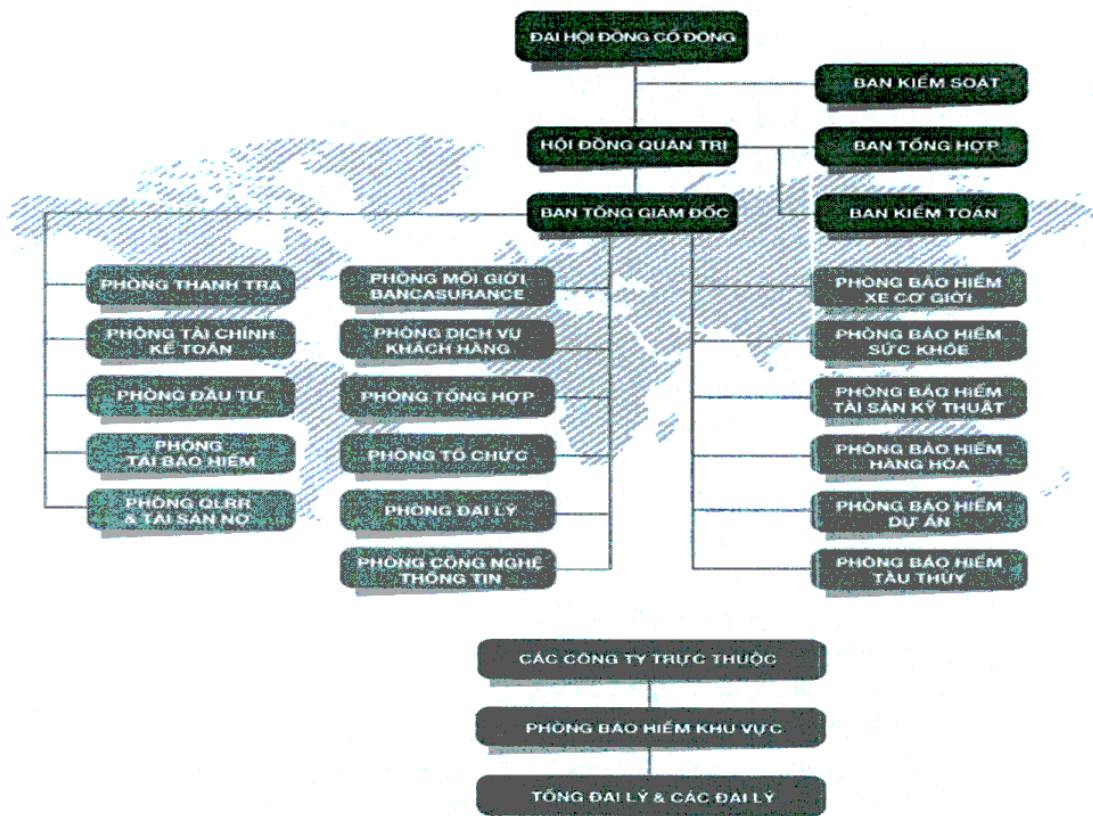 ĐẠI HỘI ĐỒNG CỔ ĐÔNG
BAN KIỂM SOÁT
HỘI ĐỒNG QUẢN TRỊ
BAN TỔNG HỢP
BAN TỔNG GIÁM ĐỐC
BAN KIỂM TOÁN
PHÒNG THANH TRA
PHÒNG TÀI CHÍNH
KẾ TOÁN
PHÒNG ĐẦU TƯ
PHÒNG
TÁI BẢO HIỂM
PHÒNG QLRR
& TÀI SẢN NỢ
PHÒNG MÔI GIỚI
BANCASURANCE
PHÒNG DỊCH VỤ
KHÁCH HÀNG
PHÒNG TỔNG HỢP
PHÒNG TỔ CHỨC
PHÒNG ĐẠI LÝ
PHÒNG CÔNG NGHỆ
THÔNG TIN
PHÒNG BẢO HIỂM
XE CƠ GIỚI
PHÒNG BẢO HIỂM
SỨC KHỎE
PHÒNG BẢO HIỂM
TÀI SẢN KỸ THUẬT
PHÒNG BẢO HIỂM
HÀNG HÓA
PHÒNG BẢO HIỂM
DỰ ÁN
PHÒNG BẢO HIỂM
TÀU THỦY
CÁC CÔNG TY TRỰC THUỘC
PHÒNG BẢO HIỂM KHU VỰC
TỔNG ĐẠI LÝ & CÁC ĐẠI LÝ